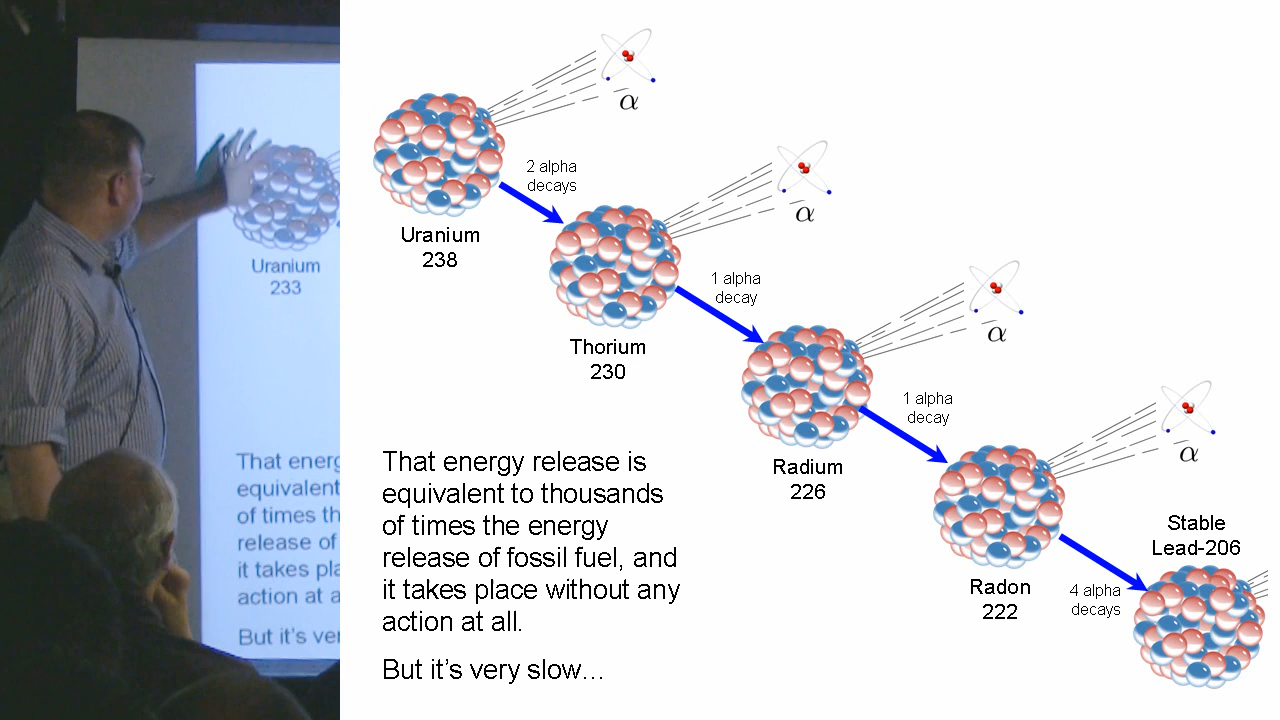 Uranium
233
That energ
equivalent
of times th
release of
it takes pla
action at a
But it's ver
α
2 alpha
decays
Uranium
238
α
1 alpha
decay
Thorium
230
α
1 alpha
decay
Radium
226
α
Stable
Lead-206
4 alpha
decays
Radon
222
That energy release is
equivalent to thousands
of times the energy
release of fossil fuel, and
it takes place without any
action at all.
But it's very slow...